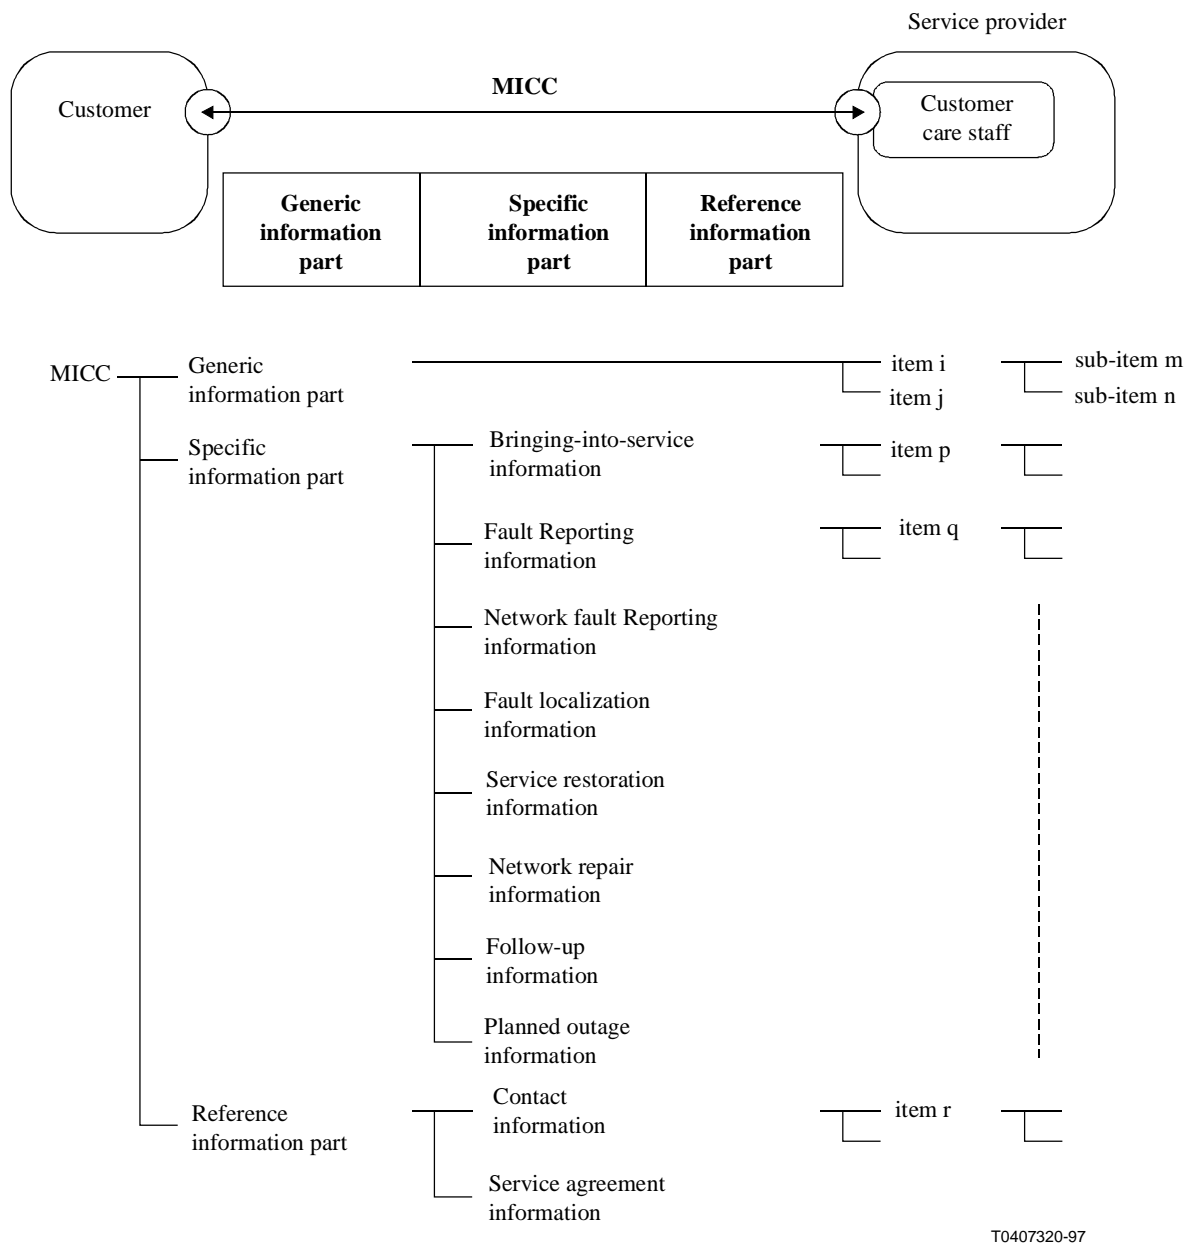 Service provider
Customer
MICC
Customer
care staff
Generic
information
part
Specific
information
part
Reference
information
part
MICC
Generic
information part
item i
sub-item m
item j
sub-item n
Specific
information part
Bringing-into-service
information
item p
Fault Reporting
information
item q
Network fault Reporting
information
Fault localization
information
Service restoration
information
Network repair
information
Follow-up
information
Planned outage
information
Reference
information part
Contact
information
item r
Service agreement
information
T0407320-97